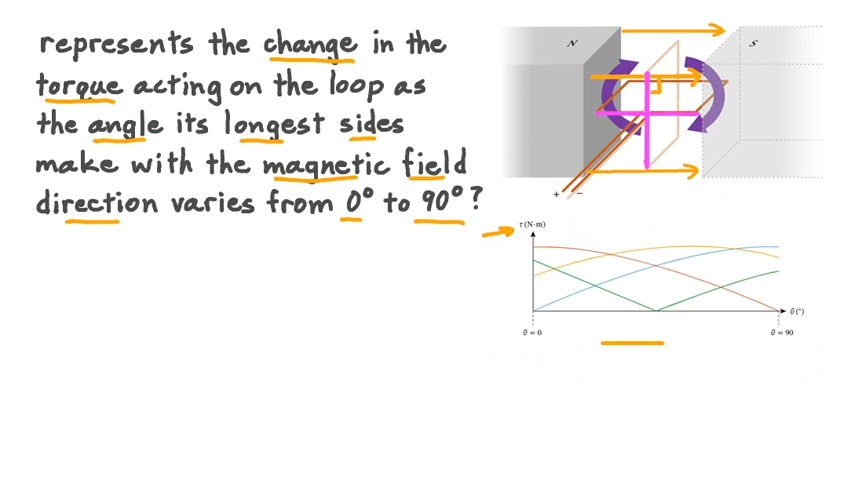 represents the change in the
torque acting on the loop as
the angle its longest sides
make with the magnetic field
direction varies from 0° to 90°?
N
S
+ −
τ (N·m)
θ (°)
θ = 0
θ = 90